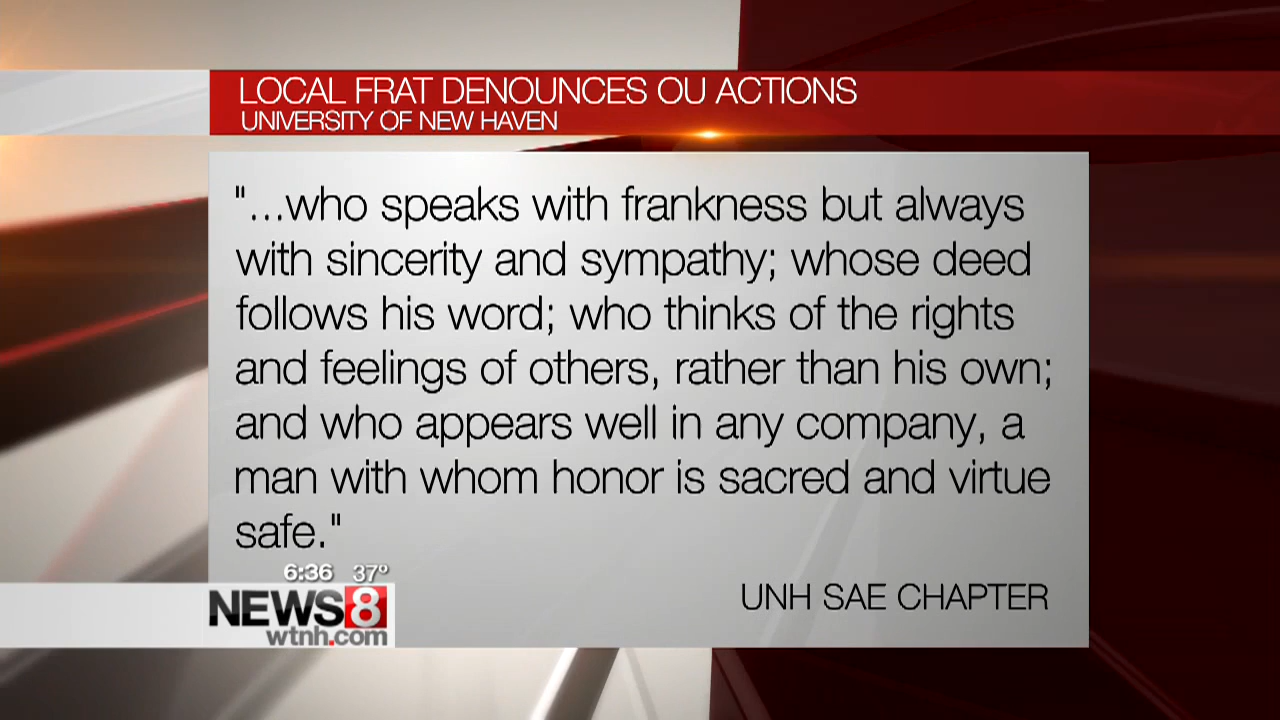 LOCAL FRAT DENOUNCES OU ACTIONS
UNIVERSITY OF NEW HAVEN
"...who speaks with frankness but always
with sincerity and sympathy; whose deed
follows his word; who thinks of the rights
and feelings of others, rather than his own;
and who appears well in any company, a
man with whom honor is sacred and virtue
safe."
UNH SAE CHAPTER
6:36 37°
NEWS 8
wtnh.com